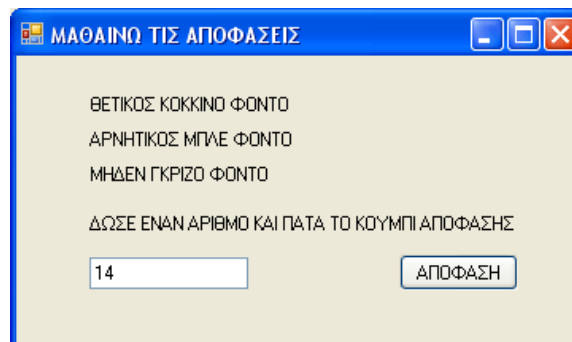 ΜΑΘΑΙΝΩ ΤΙΣ ΑΠΟΦΑΣΕΙΣ
ΘΕΤΙΚΟΣ ΚΟΚΚΙΝΟ ΦΟΝΤΟ
ΑΡΝΗΤΙΚΟΣ ΜΠΛΕ ΦΟΝΤΟ
ΜΗΔΕΝ ΓΚΡΙΖΟ ΦΟΝΤΟ
ΔΩΣΕ ΕΝΑΝ ΑΡΙΘΜΟ ΚΑΙ ΠΑΤΑ ΤΟ ΚΟΥΜΠΙ ΑΠΟΦΑΣΗΣ
14 ΑΠΟΦΑΣΗ